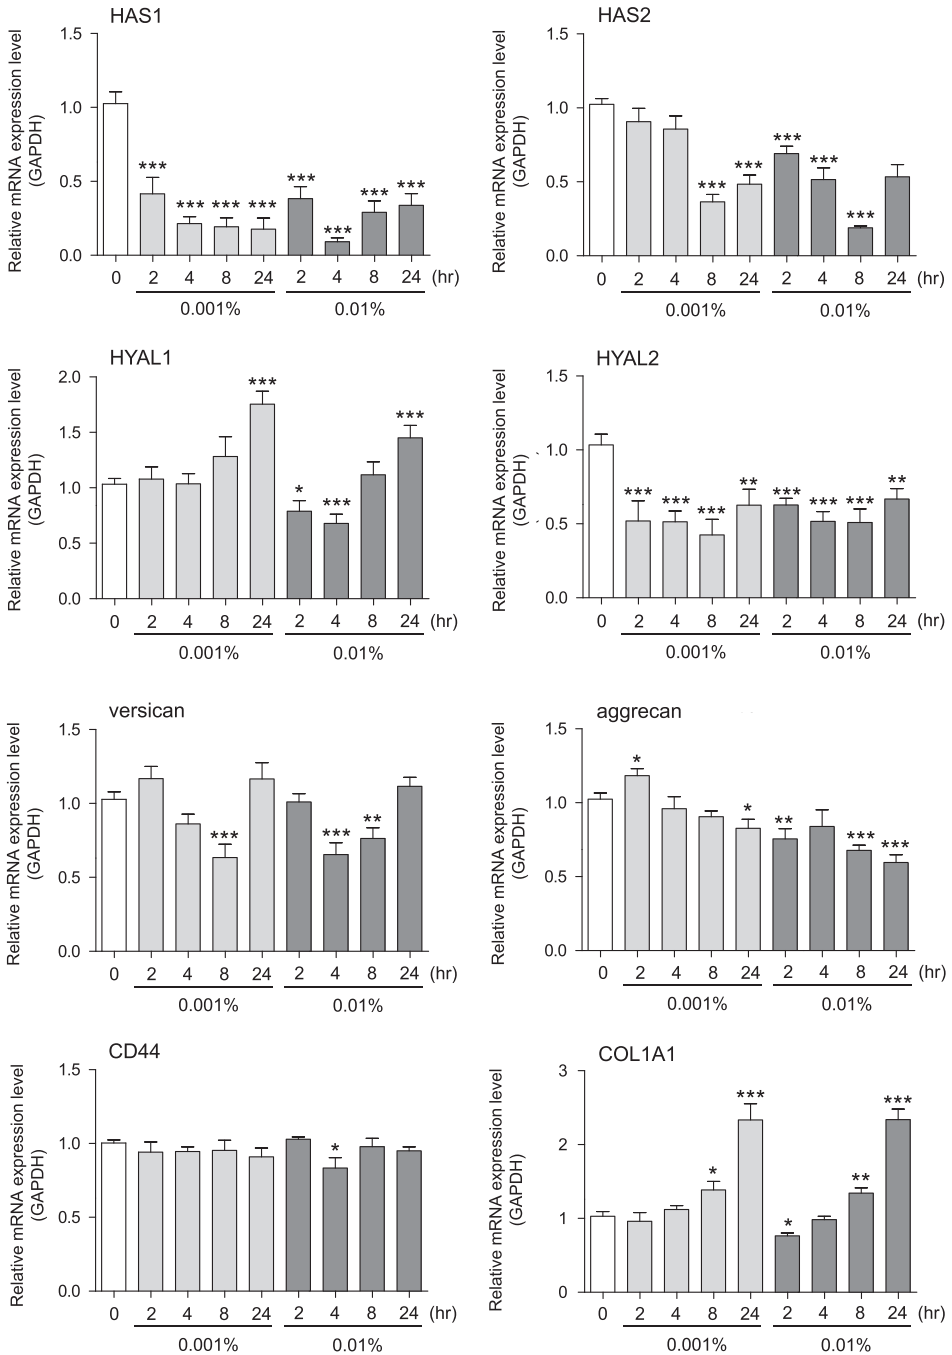 HAS1
Relative mRNA expression level
(GAPDH)
1.5
1.0
0.5
0.0
***
***
***
***
***
***
***
***
0 2 4 8 24 2 4 8 24 (hr)
0.001% 0.01%
HAS2
Relative mRNA expression level
(GAPDH)
1.5
1.0
0.5
0.0
***
***
***
***
***
0 2 4 8 24 2 4 8 24 (hr)
0.001% 0.01%
HYAL1
Relative mRNA expression level
(GAPDH)
2.0
1.5
1.0
0.5
0.0
***
*
***
***
0 2 4 8 24 2 4 8 24 (hr)
0.001% 0.01%
HYAL2
Relative mRNA expression level
(GAPDH)
1.5
1.0
0.5
0.0
***
***
***
**
***
***
***
**
0 2 4 8 24 2 4 8 24 (hr)
0.001% 0.01%
versican
Relative mRNA expression level
(GAPDH)
1.5
1.0
0.5
0.0
***
***
**
0 2 4 8 24 2 4 8 24 (hr)
0.001% 0.01%
aggrecan
Relative mRNA expression level
(GAPDH)
1.5
1.0
0.5
0.0
*
*
**
***
***
0 2 4 8 24 2 4 8 24 (hr)
0.001% 0.01%
CD44
Relative mRNA expression level
(GAPDH)
1.5
1.0
0.5
0.0
*
0 2 4 8 24 2 4 8 24 (hr)
0.001% 0.01%
COL1A1
Relative mRNA expression level
(GAPDH)
3
2
1
0
*
***
*
**
***
0 2 4 8 24 2 4 8 24 (hr)
0.001% 0.01%